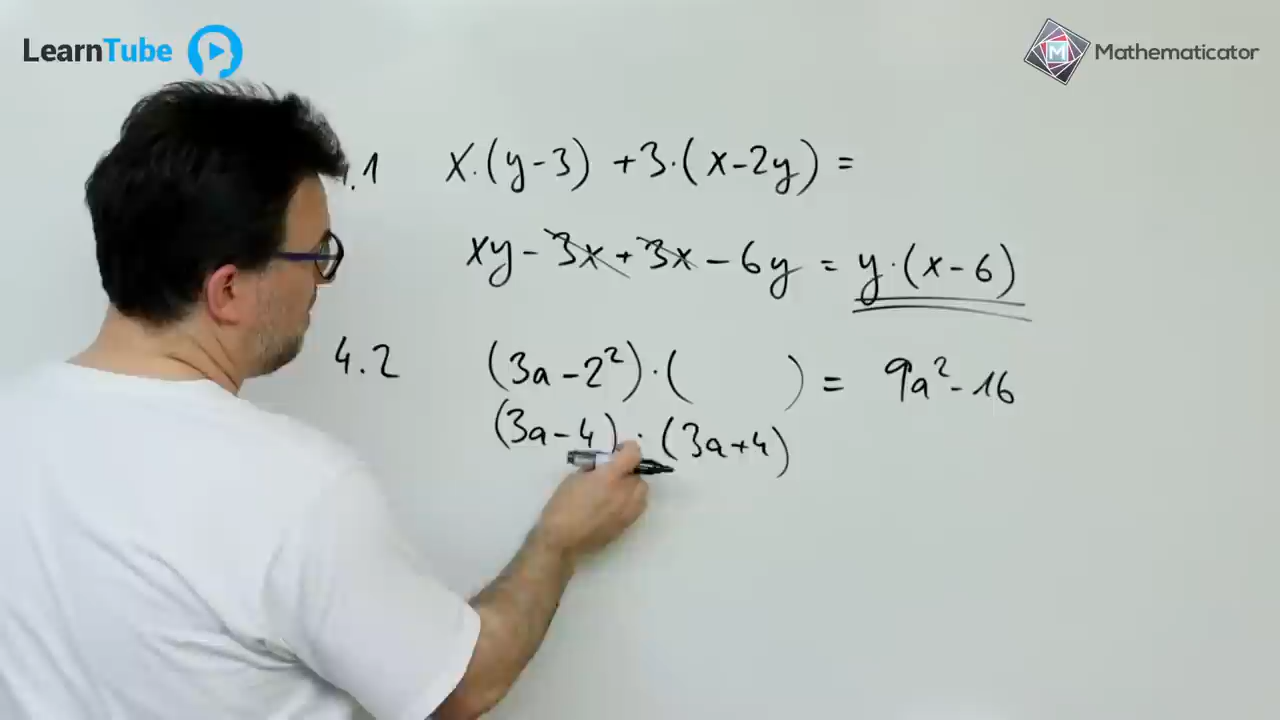 LearnTube Mathematicator
.1 x·(y-3) +3·(x-2y) =
xy - 3x + 3x - 6y = y·(x-6)
4.2 (3a-2²)·( ) = 9a²-16
(3a-4)·(3a+4)